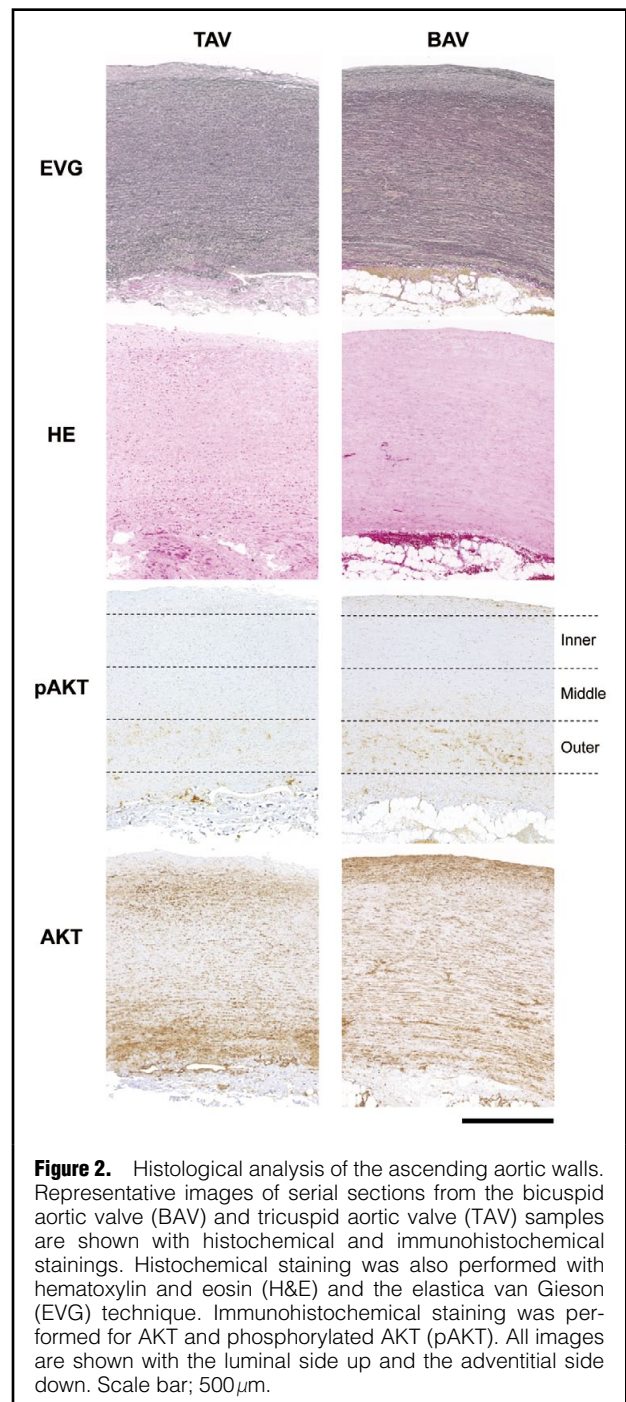 TAV BAV
EVG
HE
pAKT
Inner
Middle
Outer
AKT
Figure 2. Histological analysis of the ascending aortic walls.
Representative images of serial sections from the bicuspid
aortic valve (BAV) and tricuspid aortic valve (TAV) samples
are shown with histochemical and immunohistochemical
stainings. Histochemical staining was also performed with
hematoxylin and eosin (H&E) and the elastica van Gieson
(EVG) technique. Immunohistochemical staining was per-
formed for AKT and phosphorylated AKT (pAKT). All images
are shown with the luminal side up and the adventitial side
down. Scale bar; 500 μm.